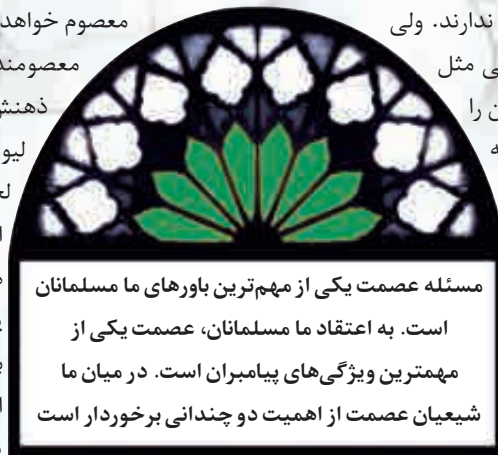 ندارند. ولی
مثل
را
مسئله عصمت یکی از مهم‌ترین باورهای ما مسلمانان
است. به اعتقاد ما مسلمانان، عصمت یکی از
مهمترین ویژگی‌های پیامبران است. در میان ما
شیعیان عصمت از اهمیت دو چندانی برخوردار است
معصوم خواهد
معصومند